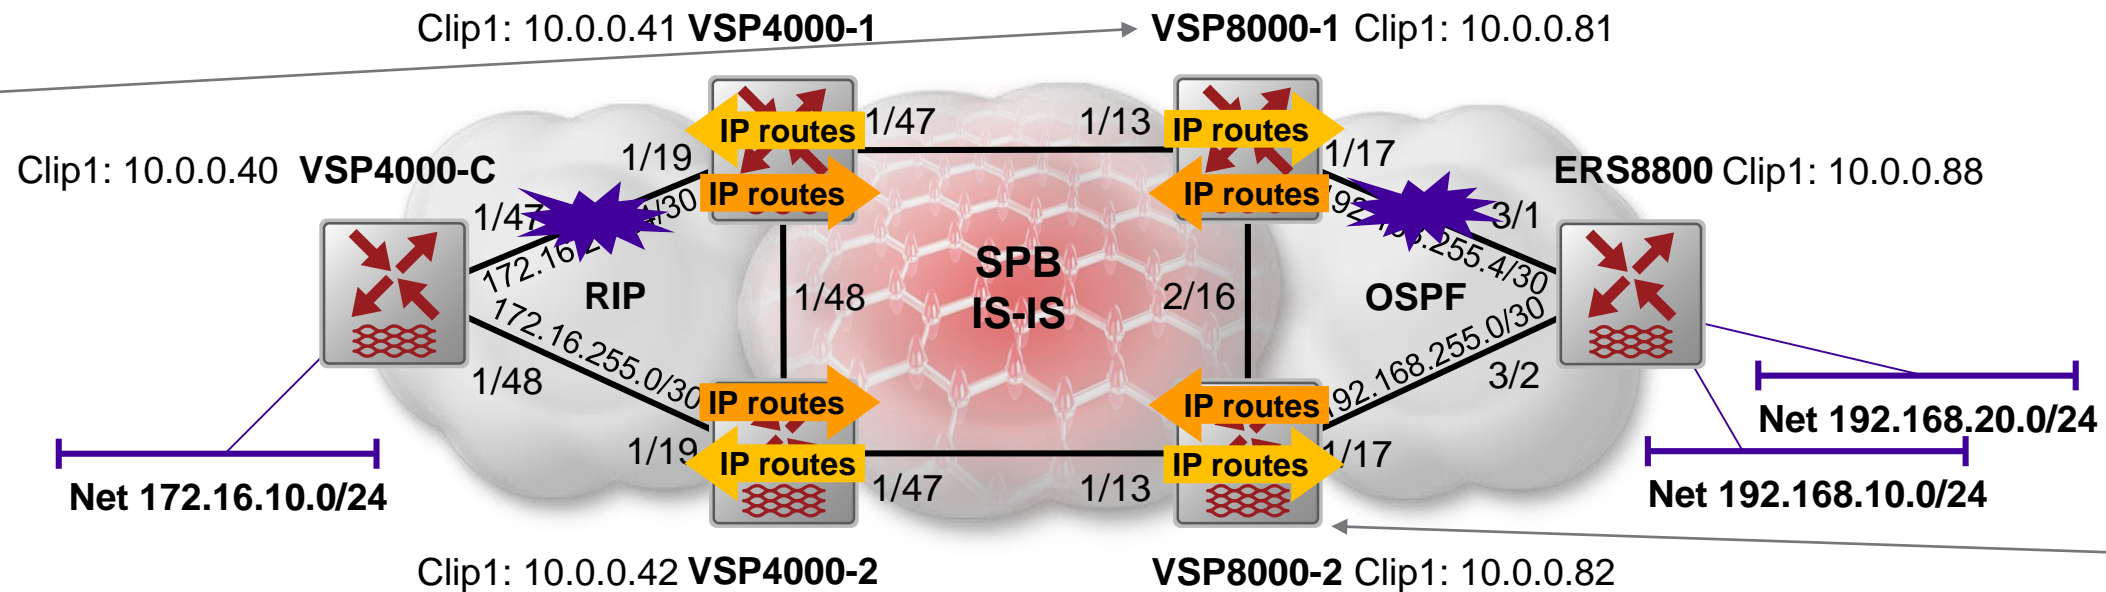 Clip1: 10.0.0.41 VSP4000-1
VSP8000-1 Clip1: 10.0.0.81
IP routes
1/47
1/13
IP routes
1/19
1/17
Clip1: 10.0.0.40 VSP4000-C
ERS8800 Clip1: 10.0.0.88
IP routes
IP routes
1/47
3/1
172.16.
/30
.255.4/30
RIP
1/48
SPB
IS-IS
2/16
OSPF
172.16.255.0/30
192.168.255.0/30
1/48
3/2
IP routes
IP routes
Net 192.168.20.0/24
1/19
IP routes
1/47
1/13
IP routes
1/17
Net 172.16.10.0/24
Net 192.168.10.0/24
Clip1: 10.0.0.42 VSP4000-2
VSP8000-2 Clip1: 10.0.0.82